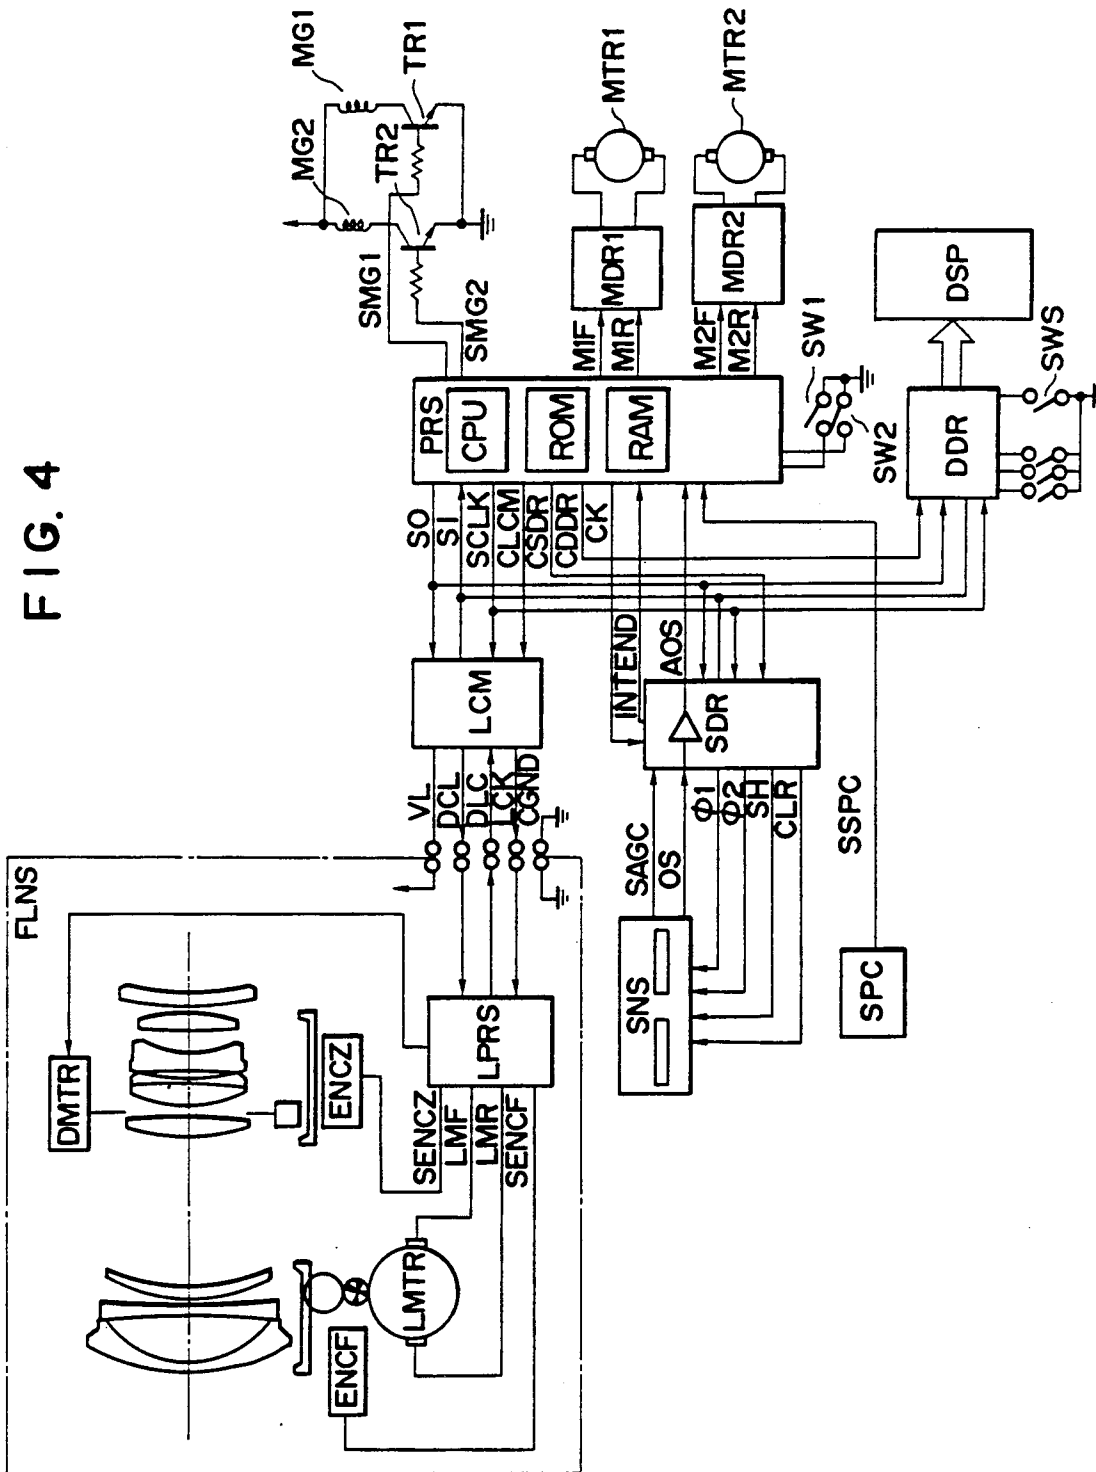 FIG. 4
FLNS
DMTR
ENCZ
ENCF
LMTR
LPRS
SENCZ
LMF
LMR
SENCF
VL
DCL
DLC
LCK
CGND
LCM
SO
SI
SCLK
CLCM
CSDR
CDDR
CK
PRS
CPU
ROM
RAM
SMG1
SMG2
MG2
MG1
TR2
TR1
M1F
M1R
M2F
M2R
MDR1
MDR2
MTR1
MTR2
SW1
SW2
DDR
DSP
SWS
INTEND
AOS
SDR
SAGC
OS
Φ1
Φ2
SH
CLR
SNS
SSPC
SPC